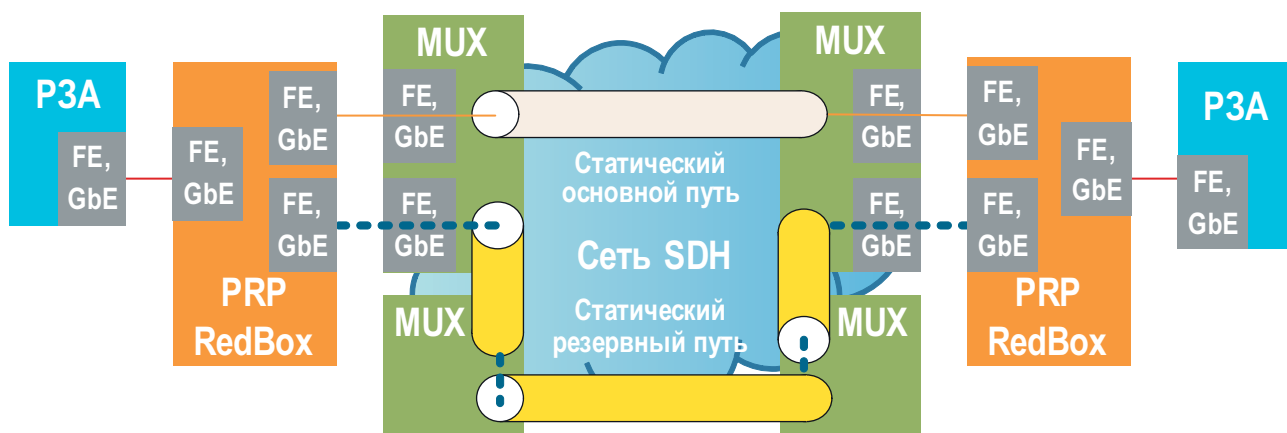 MUX
MUX
РЗА
РЗА
FE,
GbE
FE,
GbE
FE,
GbE
FE,
GbE
FE,
GbE
FE,
GbE
FE,
GbE
FE,
GbE
Статический
основной путь
FE,
GbE
FE,
GbE
FE,
GbE
FE,
GbE
Сеть SDH
PRP
RedBox
MUX
Статический
резервный путь
MUX
PRP
RedBox